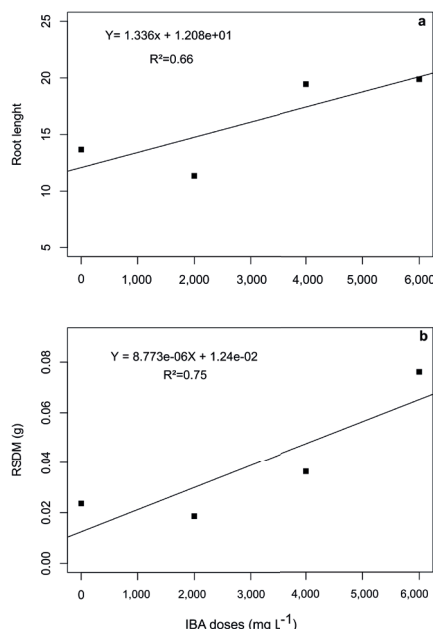 a
Y= 1.336x + 1.208e+01
R²=0.66
Root lenght
25
20
15
10
5
0 1,000 2,000 3,000 4,000 5,000 6,000
b
Y = 8.773e-06X + 1.24e-02
R²=0.75
RSDM (g)
0.08
0.06
0.04
0.02
0.00
0 1,000 2,000 3,000 4,000 5,000 6,000
IBA doses (mg L⁻¹)